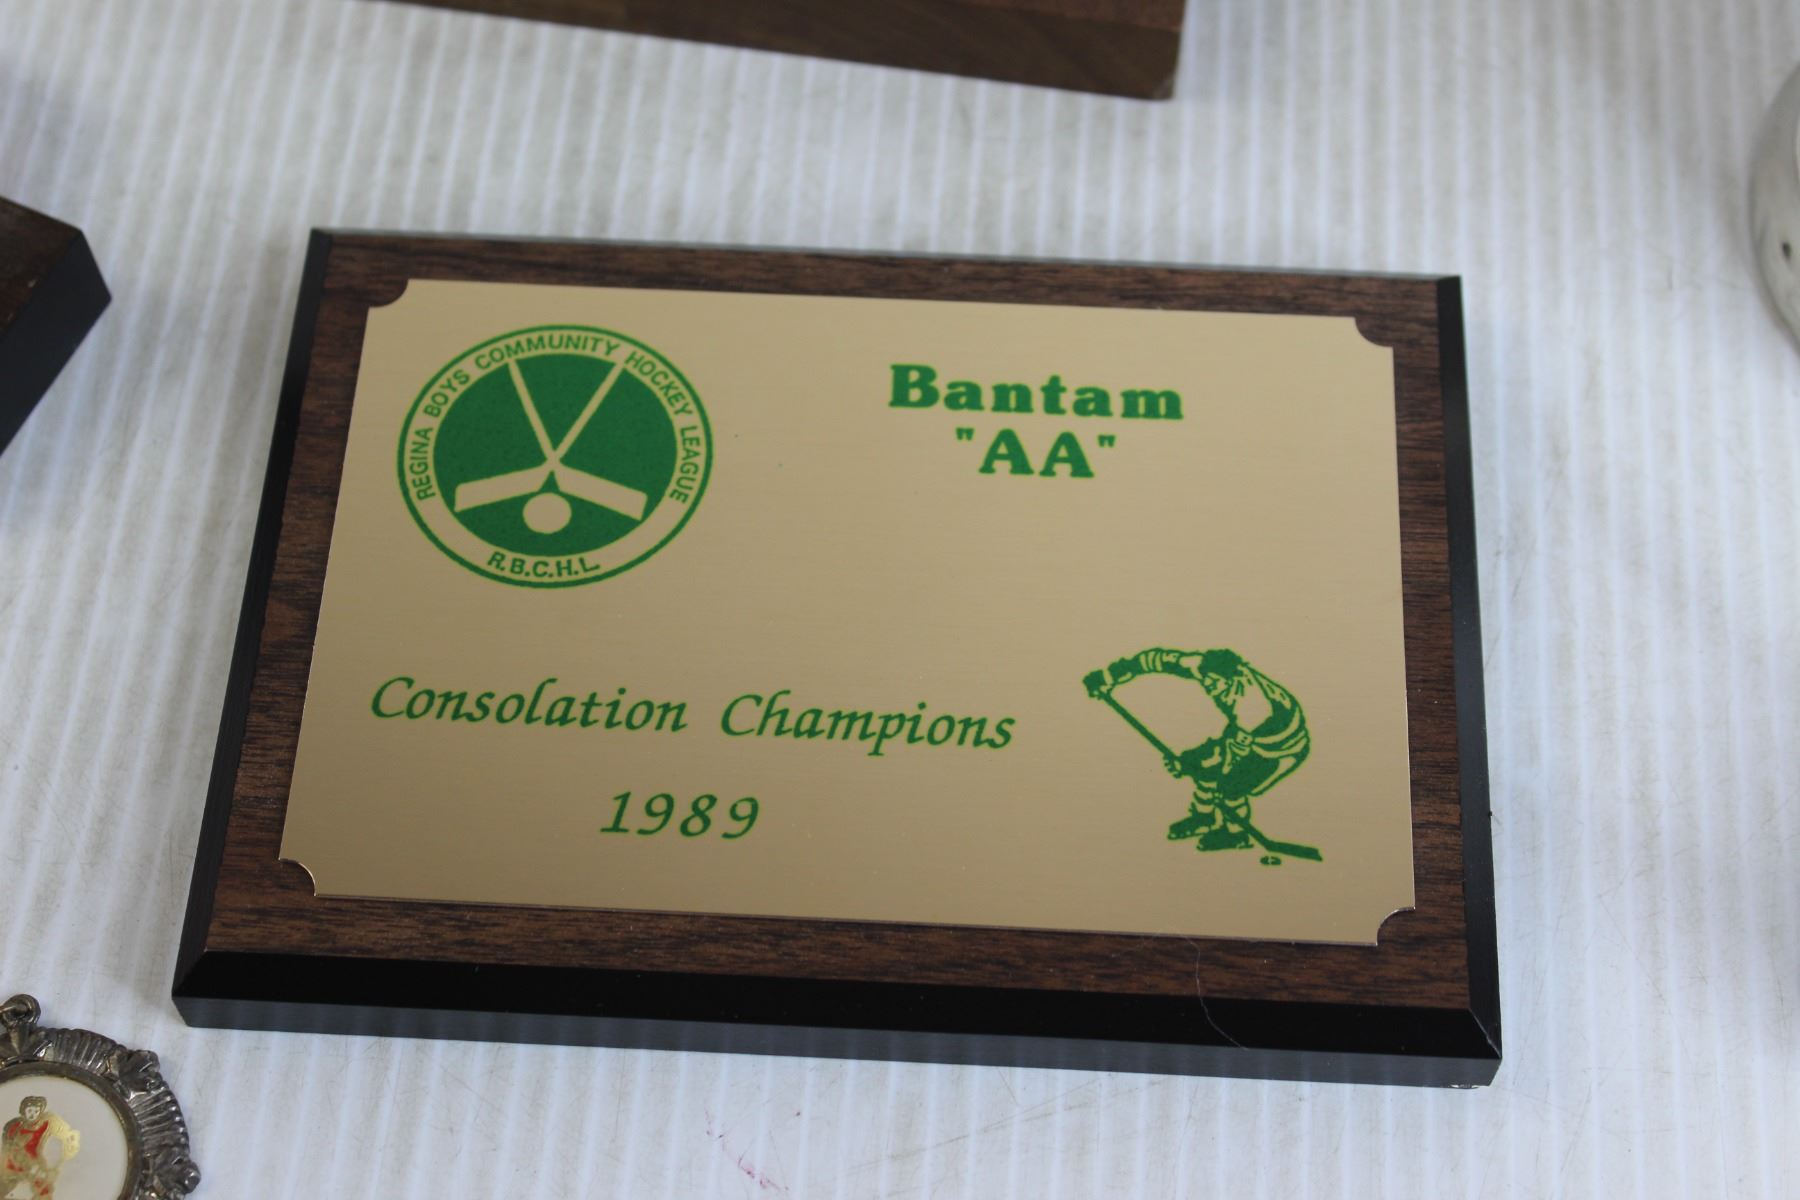 REGINA BOYS COMMUNITY HOCKEY LEAGUE
R.B.C.H.L.
Bantam
"AA"
Consolation Champions
1989